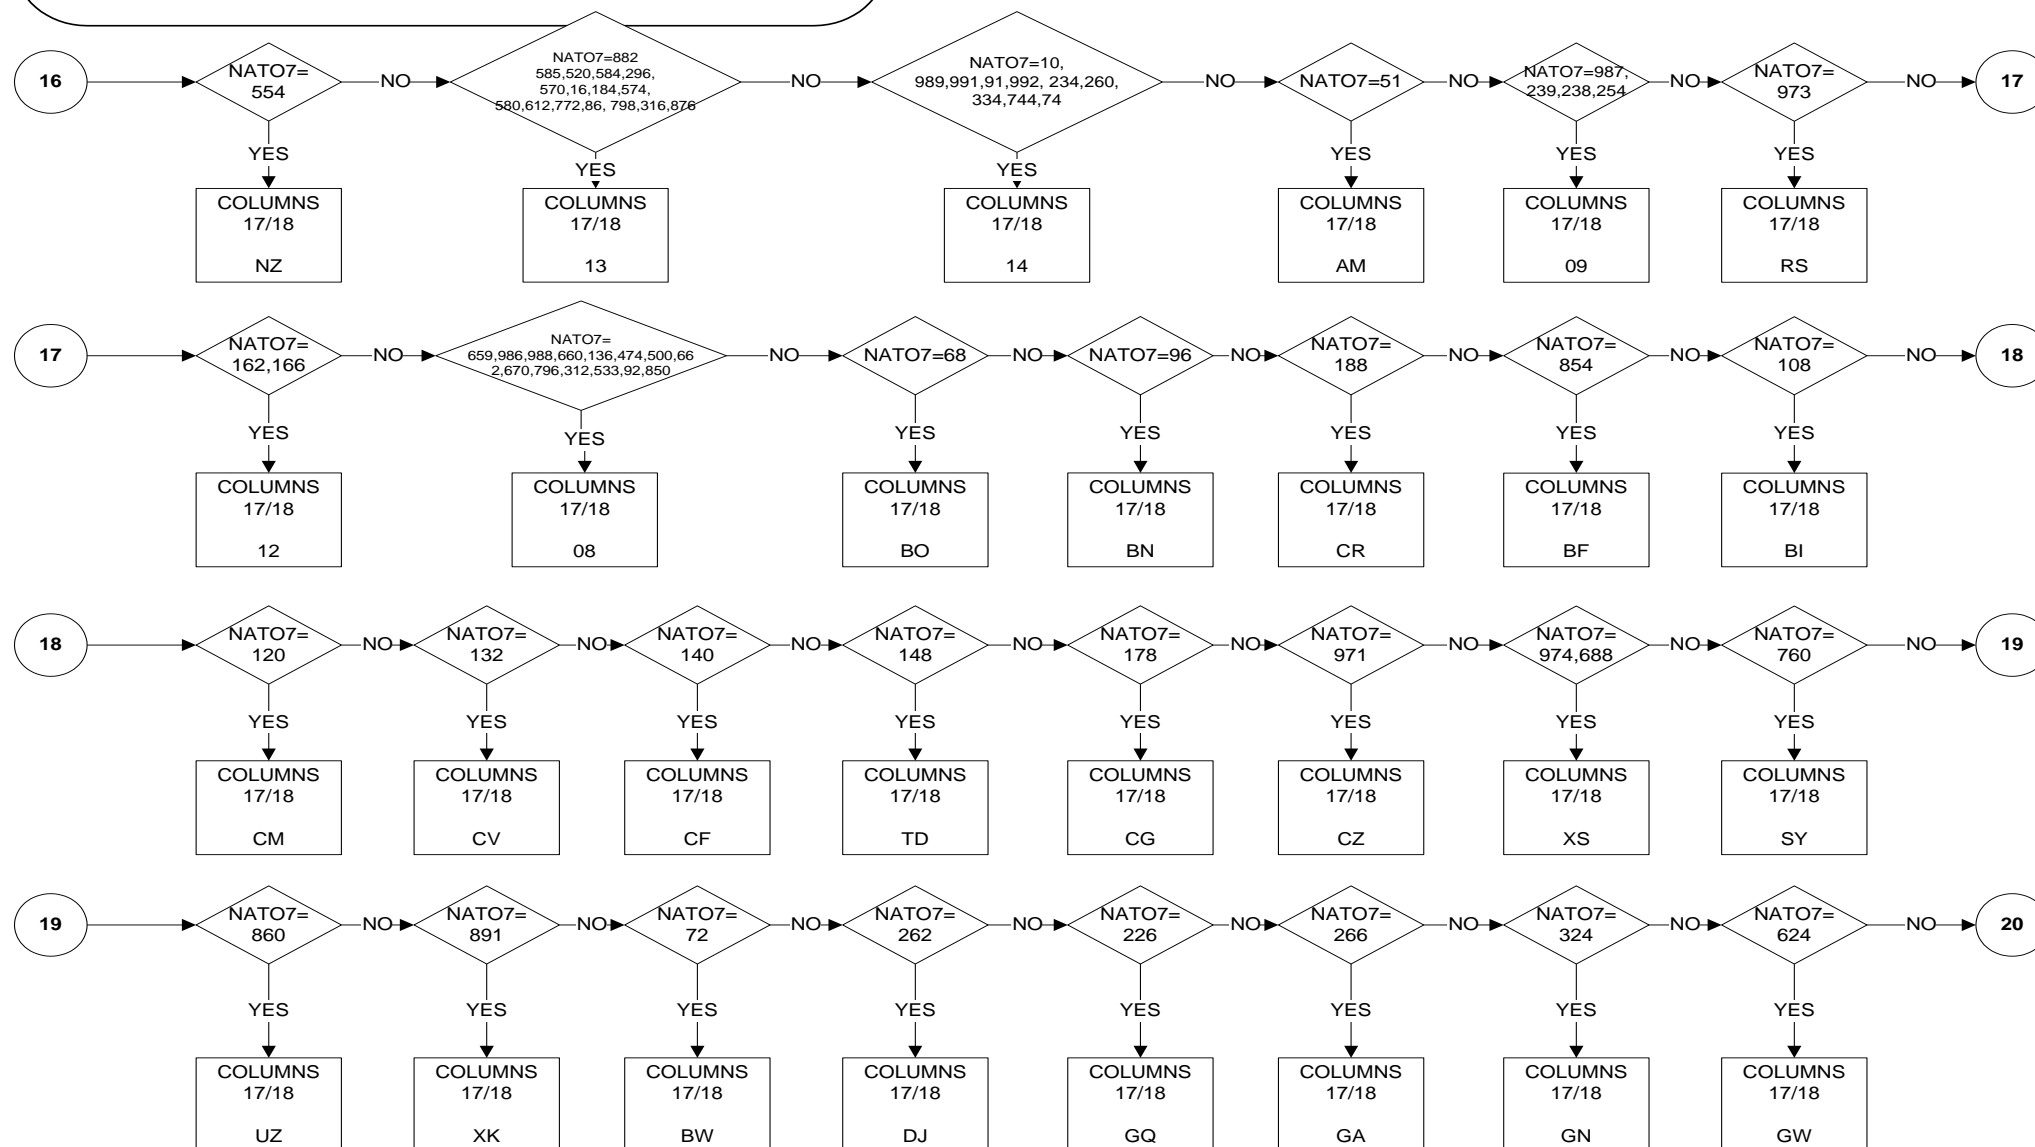 16
NATO7=
554
NO
NATO7=882
585,520,584,296,
570,16,184,574,
580,612,772,86, 798,316,876
NO
NATO7=10,
989,991,91,992, 234,260,
334,744,74
NO
NATO7=51
NO
NATO7=987,
239,238,254
NO
NATO7=
973
NO
17
YES
YES
YES
YES
YES
YES
COLUMNS
17/18
NZ
COLUMNS
17/18
13
COLUMNS
17/18
14
COLUMNS
17/18
AM
COLUMNS
17/18
09
COLUMNS
17/18
RS
17
NATO7=
162,166
NO
NATO7=
659,986,988,660,136,474,500,66
2,670,796,312,533,92,850
NO
NATO7=68
NO
NATO7=96
NO
NATO7=
188
NO
NATO7=
854
NO
NATO7=
108
NO
18
YES
YES
YES
YES
YES
YES
YES
COLUMNS
17/18
12
COLUMNS
17/18
08
COLUMNS
17/18
BO
COLUMNS
17/18
BN
COLUMNS
17/18
CR
COLUMNS
17/18
BF
COLUMNS
17/18
BI
18
NATO7=
120
NO
NATO7=
132
NO
NATO7=
140
NO
NATO7=
148
NO
NATO7=
178
NO
NATO7=
971
NO
NATO7=
974,688
NO
NATO7=
760
NO
19
YES
YES
YES
YES
YES
YES
YES
YES
COLUMNS
17/18
CM
COLUMNS
17/18
CV
COLUMNS
17/18
CF
COLUMNS
17/18
TD
COLUMNS
17/18
CG
COLUMNS
17/18
CZ
COLUMNS
17/18
XS
COLUMNS
17/18
SY
19
NATO7=
860
NO
NATO7=
891
NO
NATO7=
72
NO
NATO7=
262
NO
NATO7=
226
NO
NATO7=
266
NO
NATO7=
324
NO
NATO7=
624
NO
20
YES
YES
YES
YES
YES
YES
YES
YES
COLUMNS
17/18
UZ
COLUMNS
17/18
XK
COLUMNS
17/18
BW
COLUMNS
17/18
DJ
COLUMNS
17/18
GQ
COLUMNS
17/18
GA
COLUMNS
17/18
GN
COLUMNS
17/18
GW